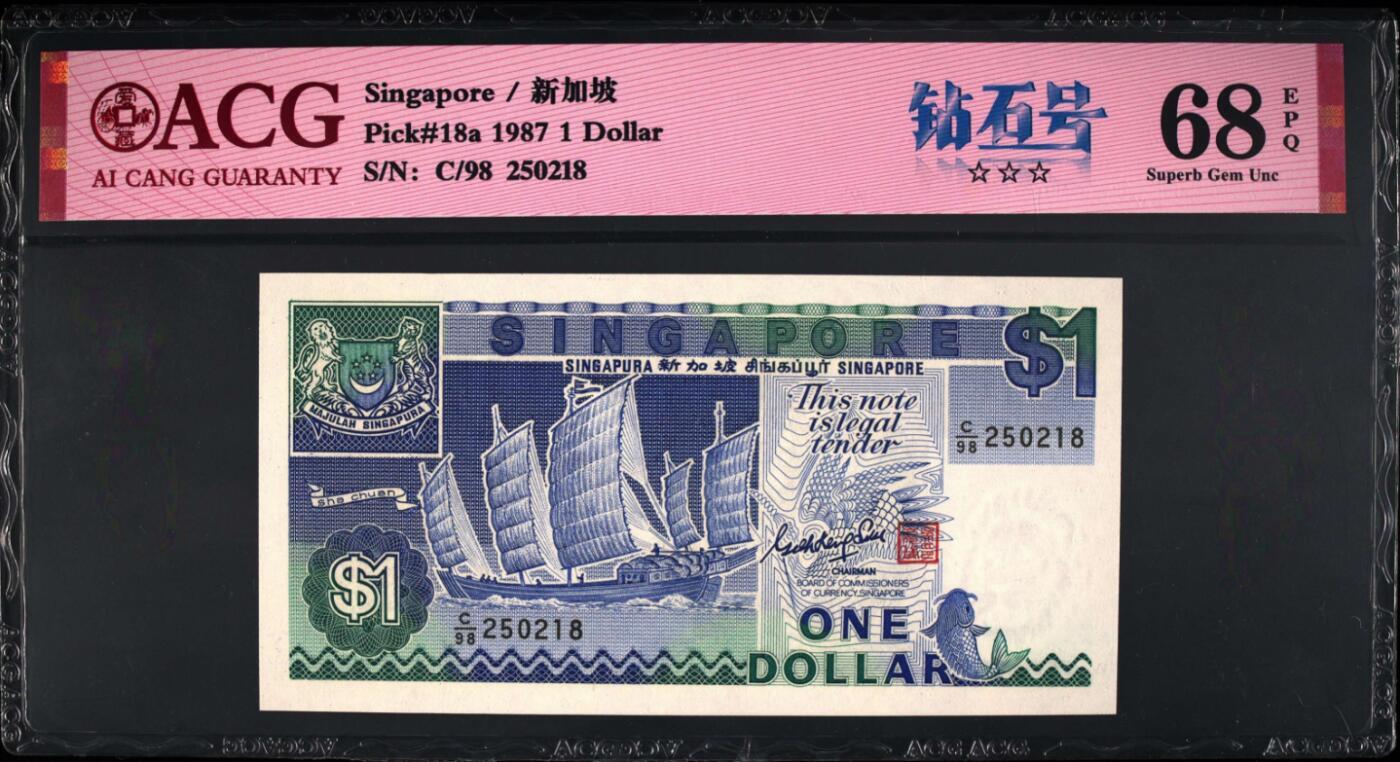 ACG
AI CANG GUARANTY
Singapore / 新加坡
Pick#18a 1987 1 Dollar
S/N: C/98 250218
钻石号
☆☆☆
68
EPQ
Superb Gem Unc
SINGAPORE
$1
SINGAPURA 新加坡 சிங்கப்பூர் SINGAPORE
MAJULAH SINGAPURA
This note
is legal
tender
C/98 250218
sha chuan
CHAIRMAN
BOARD OF COMMISSIONERS
OF CURRENCY, SINGAPORE
$1
C/98 250218
ONE
DOLLAR